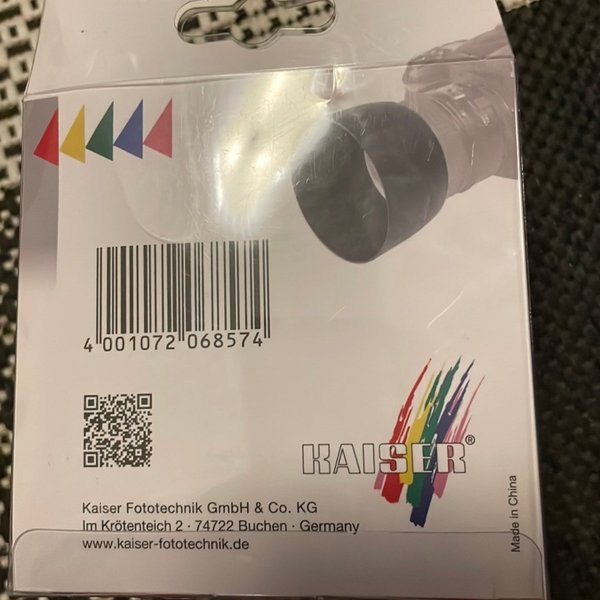 4 001072 068574
KAISER®
Kaiser Fototechnik GmbH & Co. KG
Im Krötenteich 2 · 74722 Buchen · Germany
www.kaiser-fototechnik.de
Made in China